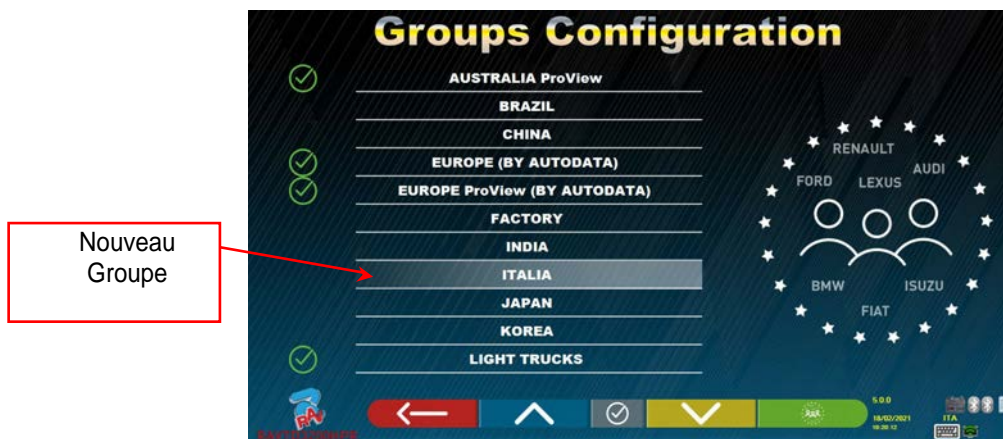 Groups Configuration
AUSTRALIA ProView
BRAZIL
CHINA
EUROPE (BY AUTODATA)
EUROPE ProView (BY AUTODATA)
FACTORY
INDIA
ITALIA
JAPAN
KOREA
LIGHT TRUCKS
Nouveau
Groupe
RENAULT
AUDI
FORD
LEXUS
BMW
ISUZU
FIAT
RAV
5.0.0
18/02/2021
ITA